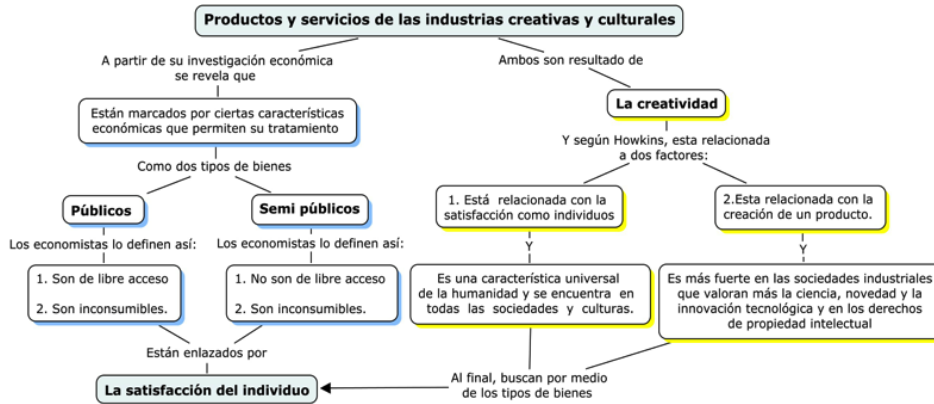 Productos y servicios de las industrias creativas y culturales
A partir de su investigación económica
se revela que
Ambos son resultado de
Están marcados por ciertas características
económicas que permiten su tratamiento
La creatividad
Como dos tipos de bienes
Y según Howkins, esta relacionada
a dos factores:
Públicos
Semi públicos
1. Está relacionada con la
satisfacción como individuos
2.Esta relacionada con la
creación de un producto.
Los economistas lo definen así:
Los economistas lo definen así:
Y
Y
1. Son de libre acceso
2. Son inconsumibles.
1. No son de libre acceso
2. Son inconsumibles.
Es una característica universal
de la humanidad y se encuentra en
todas las sociedades y culturas.
Es más fuerte en las sociedades industriales
que valoran más la ciencia, novedad y la
innovación tecnológica y en los derechos
de propiedad intelectual
Están enlazados por
La satisfacción del individuo
Al final, buscan por medio
de los tipos de bienes